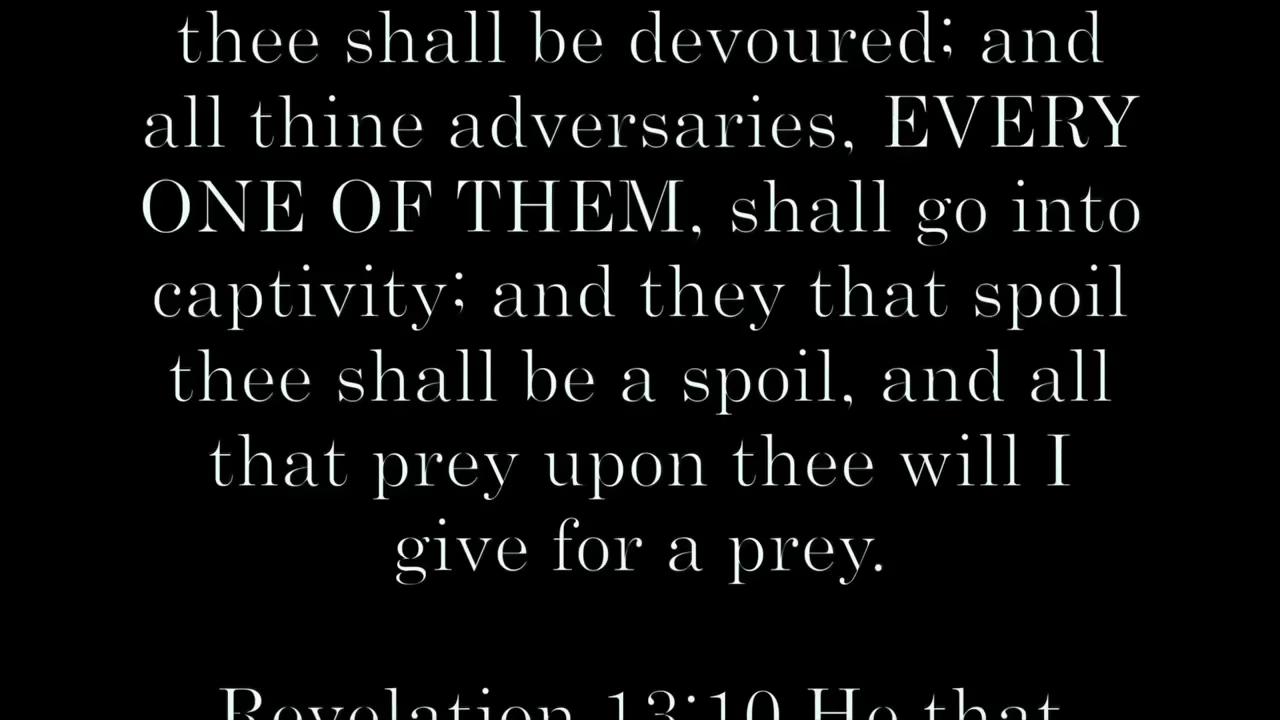 thee shall be devoured; and
all thine adversaries, EVERY
ONE OF THEM, shall go into
captivity; and they that spoil
thee shall be a spoil, and all
that prey upon thee will I
give for a prey.
Revelation 13:10 He that